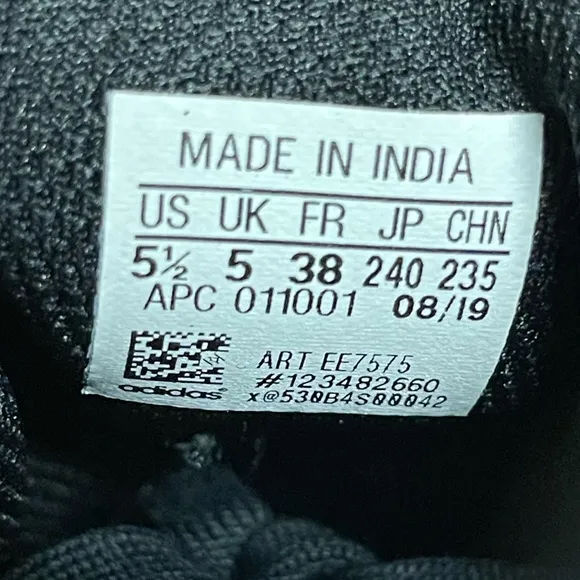 MADE IN INDIA
US UK FR JP CHN
5½ 5 38 240 235
APC 011001 08/19
ART EE7575
#123482660
adidas x@530B4S00042